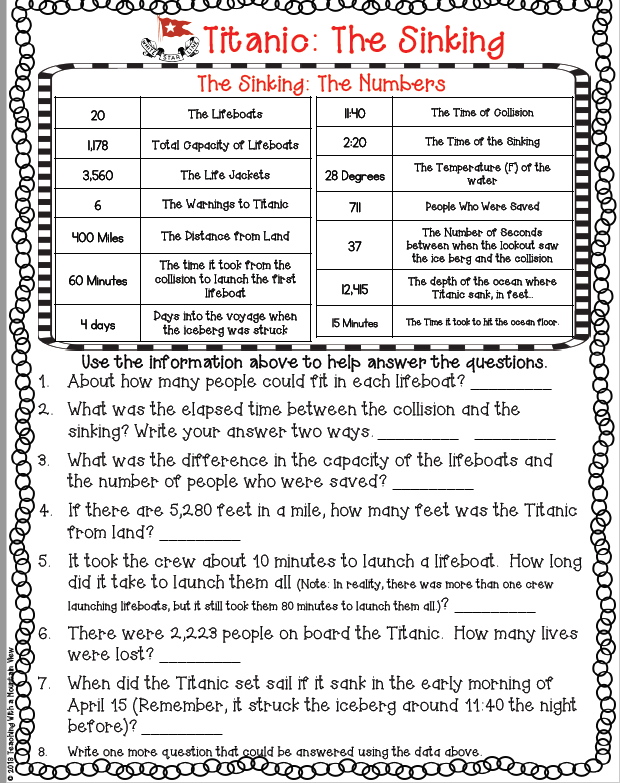 WHITE STAR LINE
Titanic: The Sinking
The Sinking: The Numbers
20 The Lifeboats
1,178 Total Capacity of Lifeboats
3,560 The Life Jackets
6 The Warnings to Titanic
400 Miles The Distance from Land
60 Minutes The time it took from the
collision to launch the first
lifeboat
4 days Days into the voyage when
the iceberg was struck
11:40 The Time of Collision
2:20 The Time of the Sinking
28 Degrees The Temperature (F) of the
water
711 People Who Were Saved
37 The Number of Seconds
between when the lookout saw
the ice berg and the collision
12,415 The depth of the ocean where
Titanic sank, in feet..
15 Minutes The Time it took to hit the ocean floor.
Use the information above to help answer the questions.
1. About how many people could fit in each lifeboat? _________
2. What was the elapsed time between the collision and the
sinking? Write your answer two ways. _________ _________
3. What was the difference in the capacity of the lifeboats and
the number of people who were saved? _________
4. If there are 5,280 feet in a mile, how many feet was the Titanic
from land? _________
5. It took the crew about 10 minutes to launch a lifeboat. How long
did it take to launch them all (Note: In reality, there was more than one crew
launching lifeboats, but it still took them 80 minutes to launch them all.)? _________
6. There were 2,223 people on board the Titanic. How many lives
were lost? _________
7. When did the Titanic set sail if it sank in the early morning of
April 15 (Remember, it struck the iceberg around 11:40 the night
before)? _________
8. Write one more question that could be answered using the data above.
© 2018 Teaching With a Mountain View